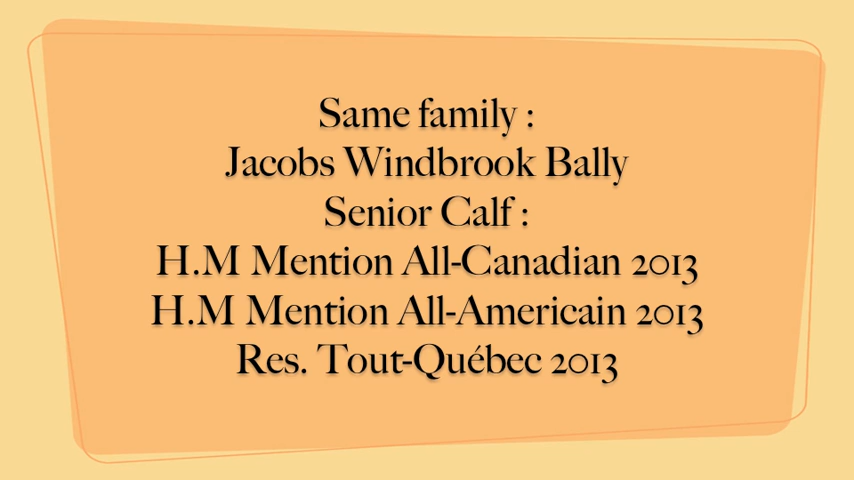 Same family :
Jacobs Windbrook Bally
Senior Calf :
H.M Mention All-Canadian 2013
H.M Mention All-Americain 2013
Res. Tout-Québec 2013